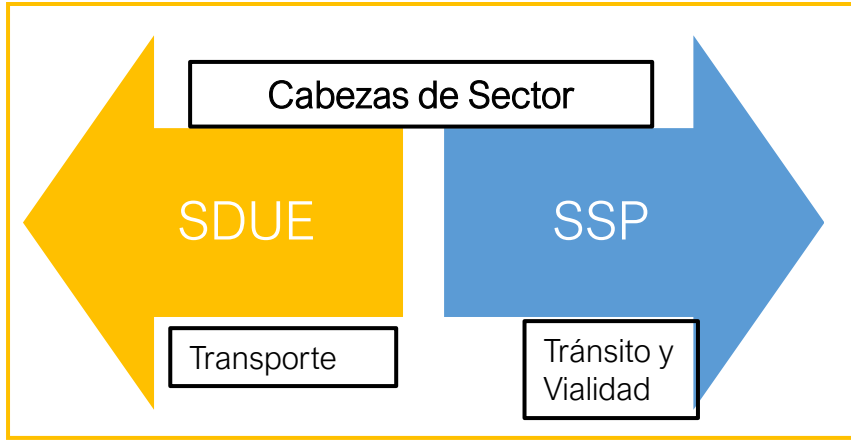 Cabezas de Sector
SDUE
SSP
Transporte
Tránsito y
Vialidad